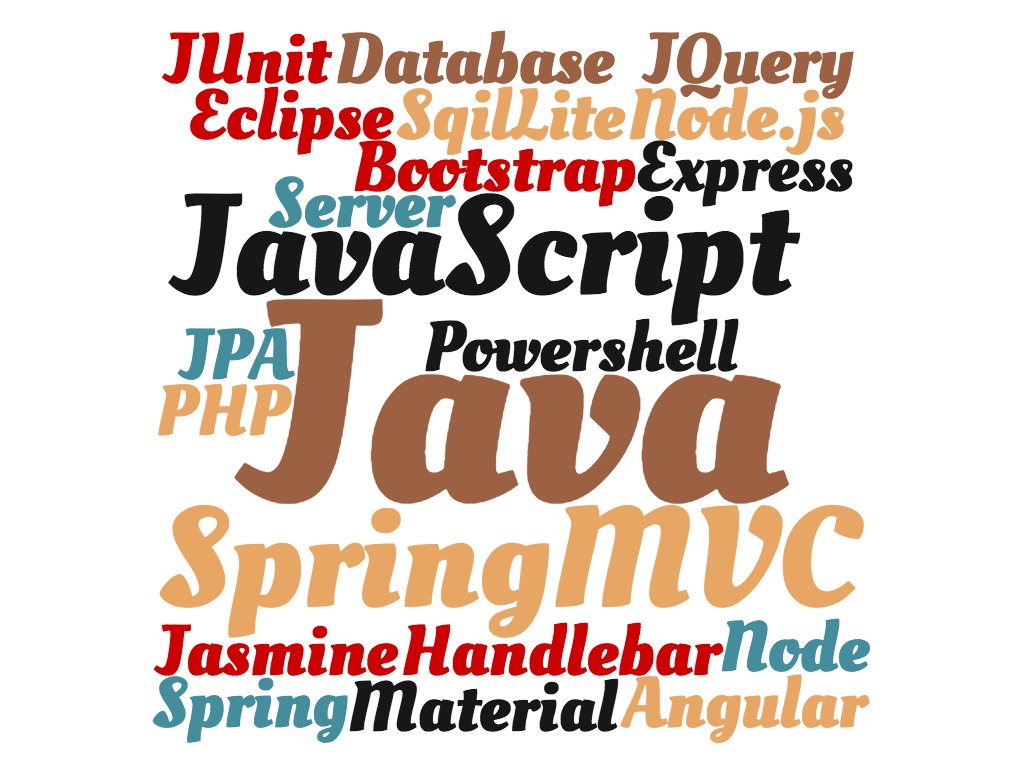 JUnit Database JQuery
Eclipse SqilLite Node.js
Bootstrap Express
Server
JavaScript
JPA Powershell
PHP
Java
SpringMVC
Jasmine Handlebar Node
Spring Material Angular